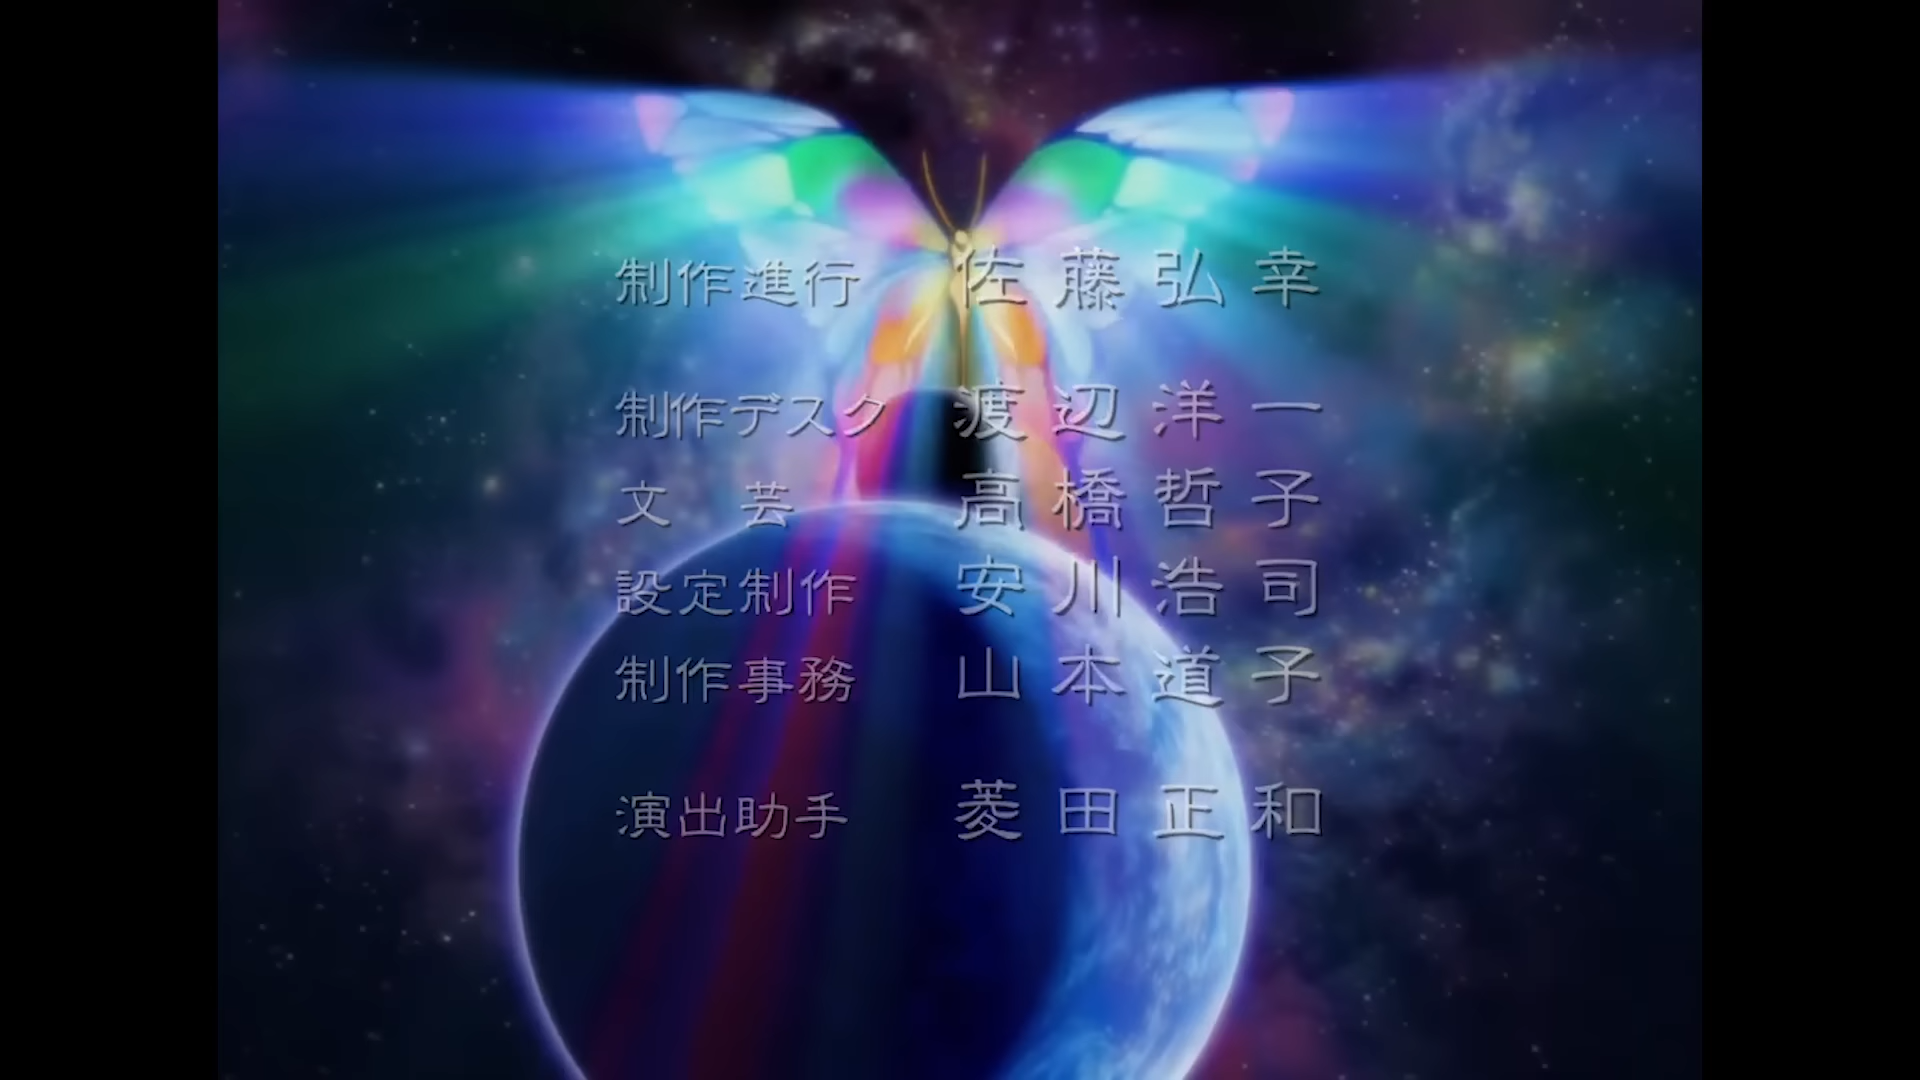 制作進行 佐藤弘幸
制作デスク 渡辺洋一
文芸 高橋哲子
設定制作 安川浩司
制作事務 山本道子
演出助手 菱田正和